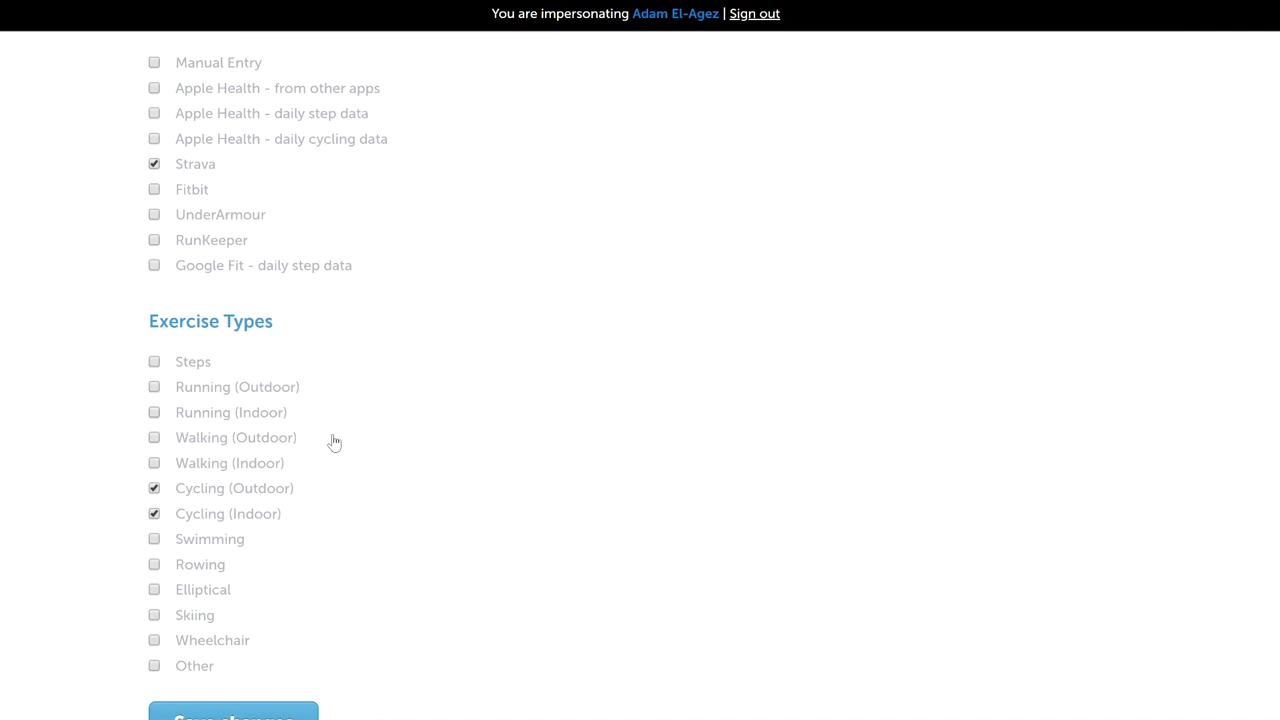 You are impersonating Adam El-Agez | Sign out
Manual Entry
Apple Health - from other apps
Apple Health - daily step data
Apple Health - daily cycling data
Strava
Fitbit
UnderArmour
RunKeeper
Google Fit - daily step data
Exercise Types
Steps
Running (Outdoor)
Running (Indoor)
Walking (Outdoor)
Walking (Indoor)
Cycling (Outdoor)
Cycling (Indoor)
Swimming
Rowing
Elliptical
Skiing
Wheelchair
Other
Save changes